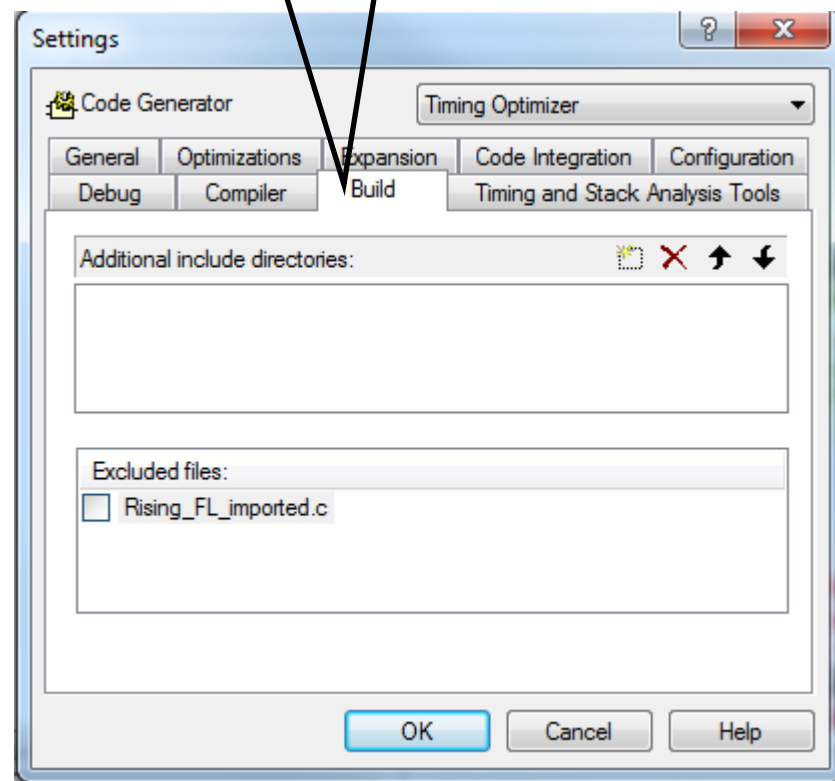 Settings
?
Code Generator
Timing Optimizer
General Optimizations Expansion Code Integration Configuration
Debug Compiler Build Timing and Stack Analysis Tools
Additional include directories:
Excluded files:
Rising_FL_imported.c
OK Cancel Help